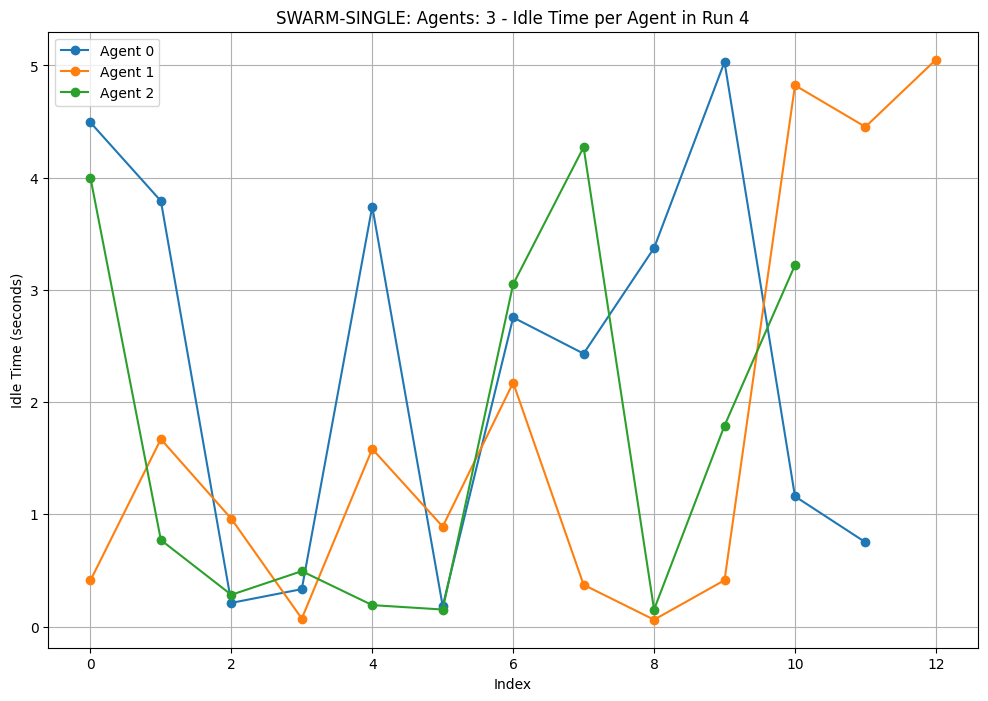 SWARM-SINGLE: Agents: 3 - Idle Time per Agent in Run 4
Agent 0
Agent 1
Agent 2
Idle Time (seconds)
5
4
3
2
1
0
0 2 4 6 8 10 12
Index